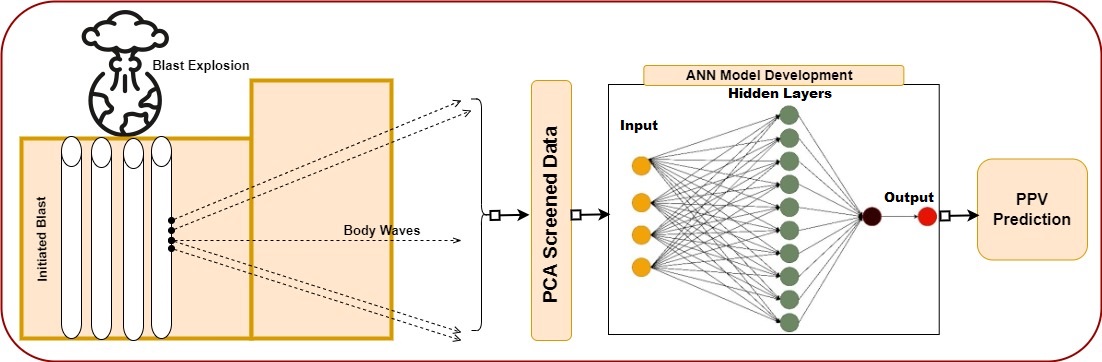 Blast Explosion
Initiated Blast
Body Waves
PCA Screened Data
ANN Model Development
Hidden Layers
Input
Output
PPV
Prediction